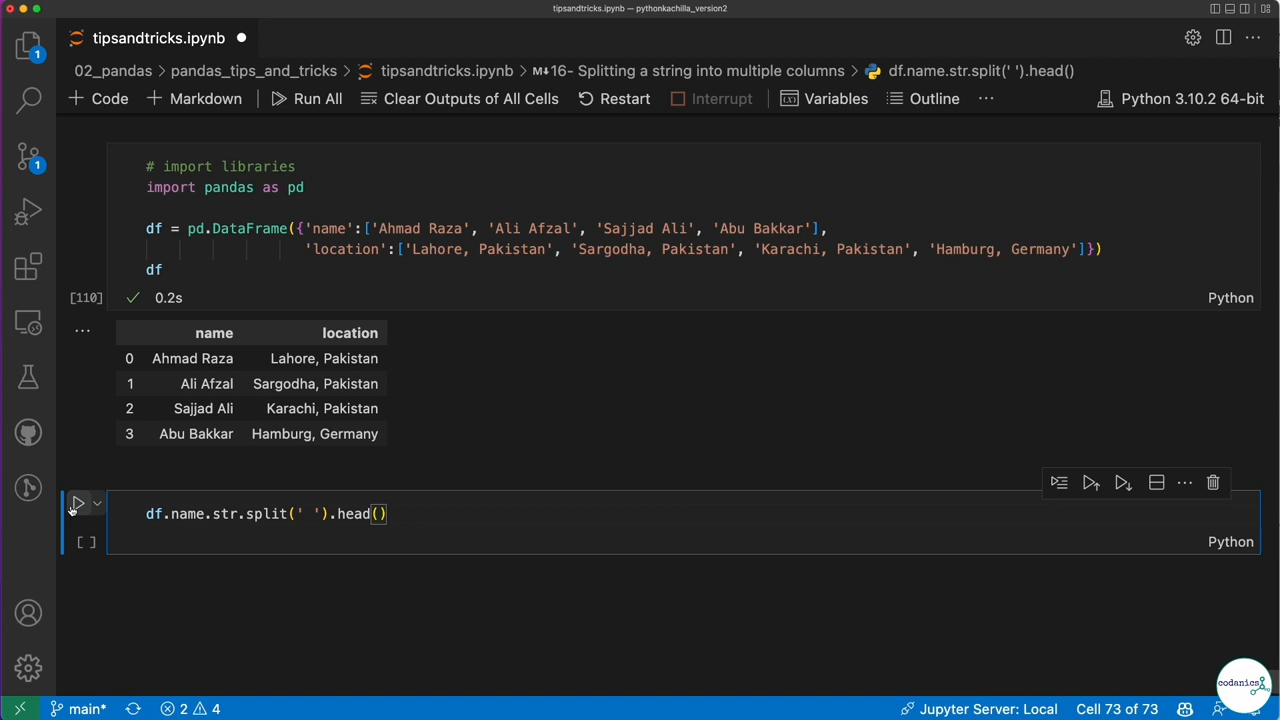 tipsandtricks.ipynb — pythonkachilla_version2
tipsandtricks.ipynb
02_pandas > pandas_tips_and_tricks > tipsandtricks.ipynb > M↓16- Splitting a string into multiple columns > df.name.str.split(' ').head()
+ Code + Markdown Run All Clear Outputs of All Cells Restart Interrupt Variables Outline ... Python 3.10.2 64-bit
1
1
# import libraries
import pandas as pd
df = pd.DataFrame({'name':['Ahmad Raza', 'Ali Afzal', 'Sajjad Ali', 'Abu Bakkar'],
'location':['Lahore, Pakistan', 'Sargodha, Pakistan', 'Karachi, Pakistan', 'Hamburg, Germany']})
df
[110] ✓ 0.2s Python
name location
0 Ahmad Raza Lahore, Pakistan
1 Ali Afzal Sargodha, Pakistan
2 Sajjad Ali Karachi, Pakistan
3 Abu Bakkar Hamburg, Germany
df.name.str.split(' ').head()
[ ] Python
codanics
main* 2 4 Jupyter Server: Local Cell 73 of 73